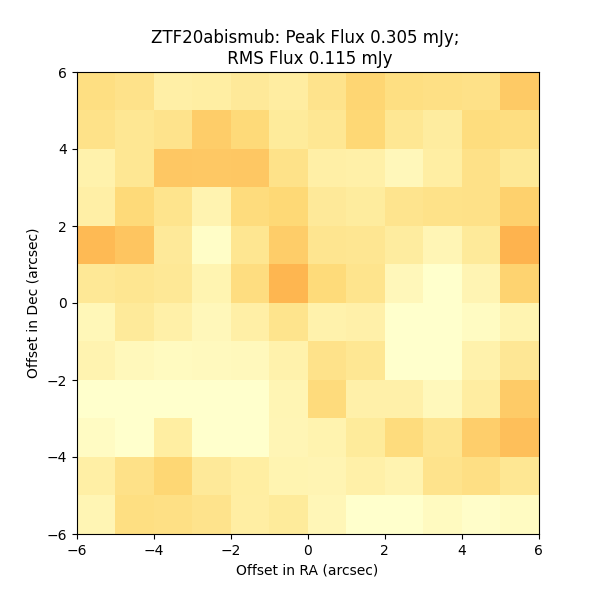 ZTF20abismub: Peak Flux 0.305 mJy;
RMS Flux 0.115 mJy
6
4
2
0
−2
−4
−6
Offset in Dec (arcsec)
−6 −4 −2 0 2 4 6
Offset in RA (arcsec)